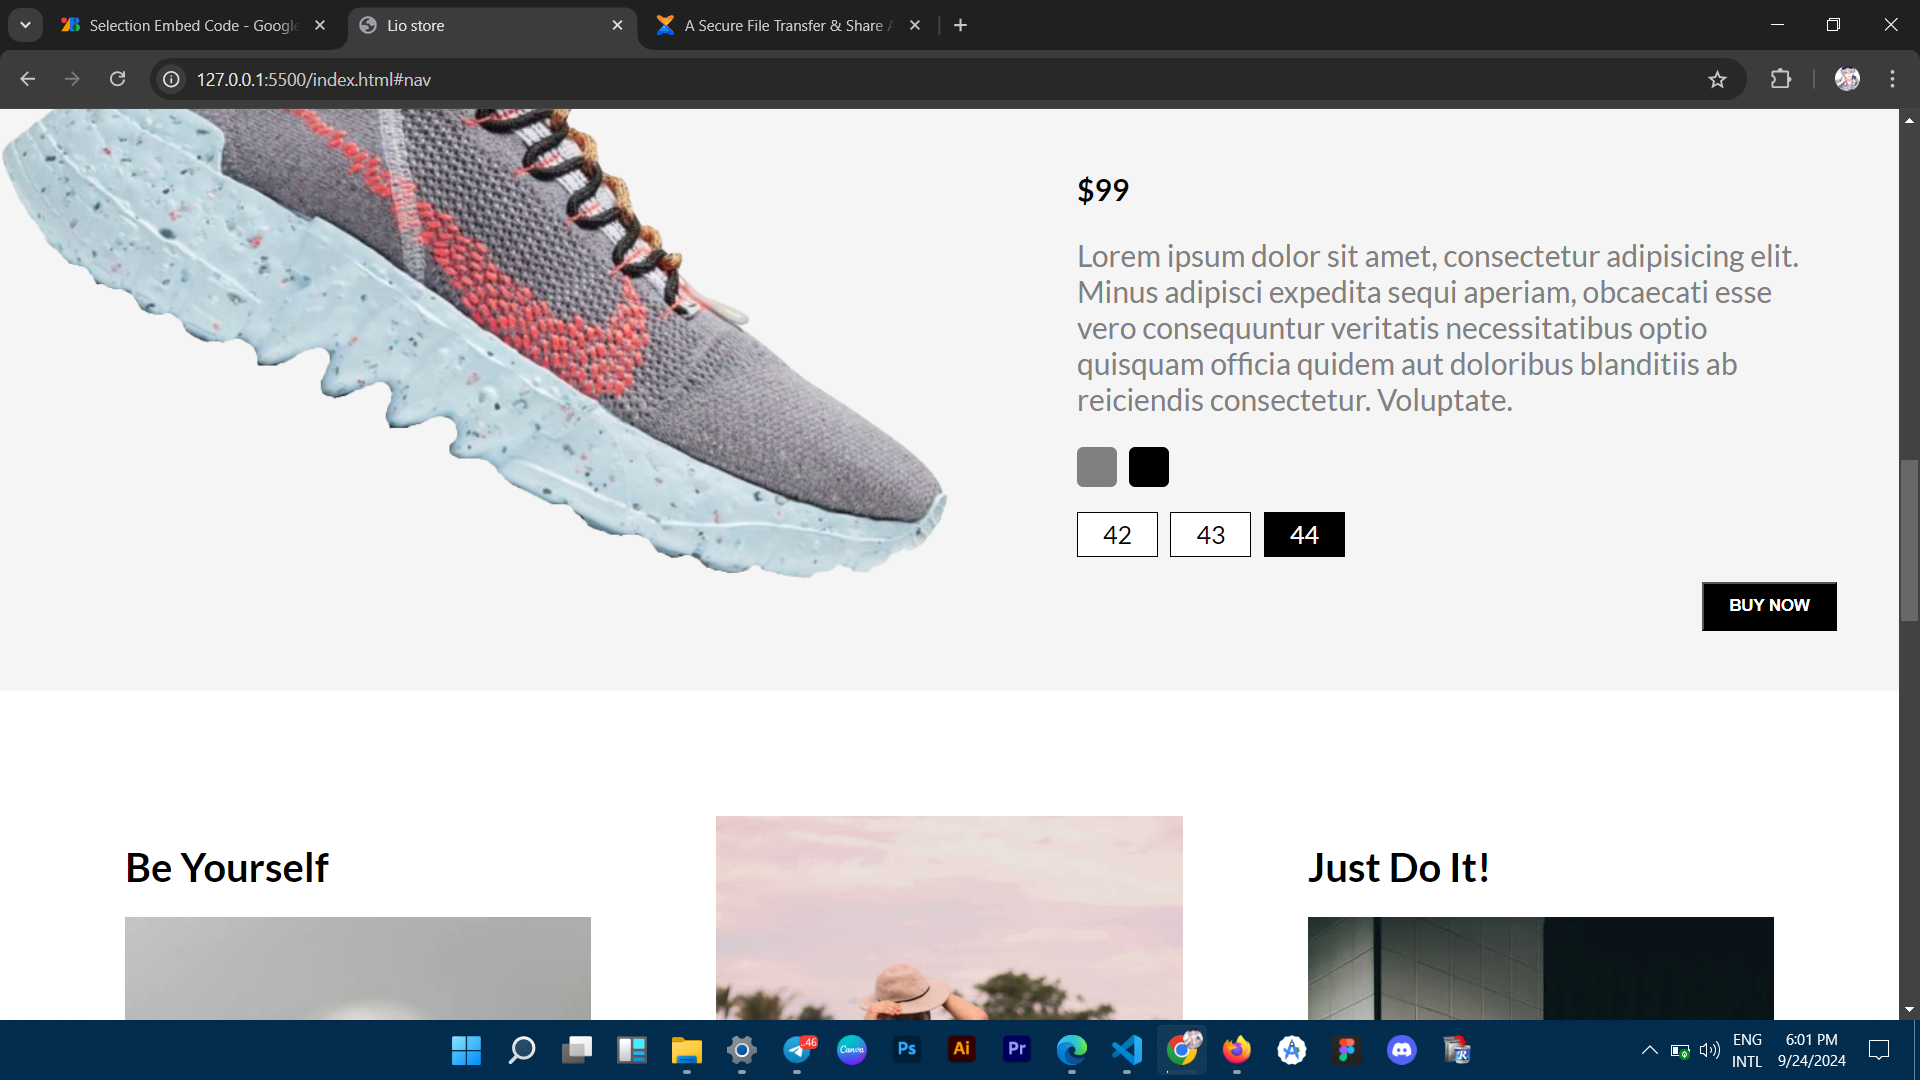 Selection Embed Code - Google
Lio store
A Secure File Transfer & Share A
127.0.0.1:5500/index.html#nav
$99
Lorem ipsum dolor sit amet, consectetur adipisicing elit.
Minus adipisci expedita sequi aperiam, obcaecati esse
vero consequuntur veritatis necessitatibus optio
quisquam officia quidem aut doloribus blanditiis ab
reiciendis consectetur. Voluptate.
42 43 44
BUY NOW
Be Yourself
Just Do It!
.46
Canva
Ps
Ai
Pr
R
ENG
INTL
6:01 PM
9/24/2024